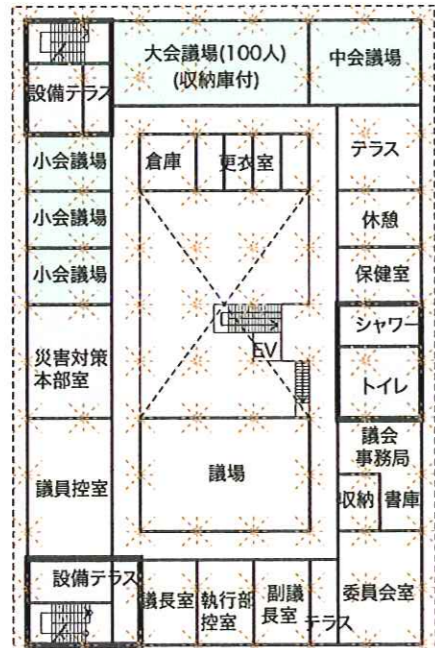 大会議場(100人)
(収納庫付)
中会議場
設備テラス
小会議場
倉庫
更衣室
テラス
小会議場
休憩
小会議場
保健室
シャワー
災害対策
本部室
EV
トイレ
議員控室
議場
議会
事務局
収納
書庫
設備テラス
議長室
執行部
控室
副議
長室
テラス
委員会室